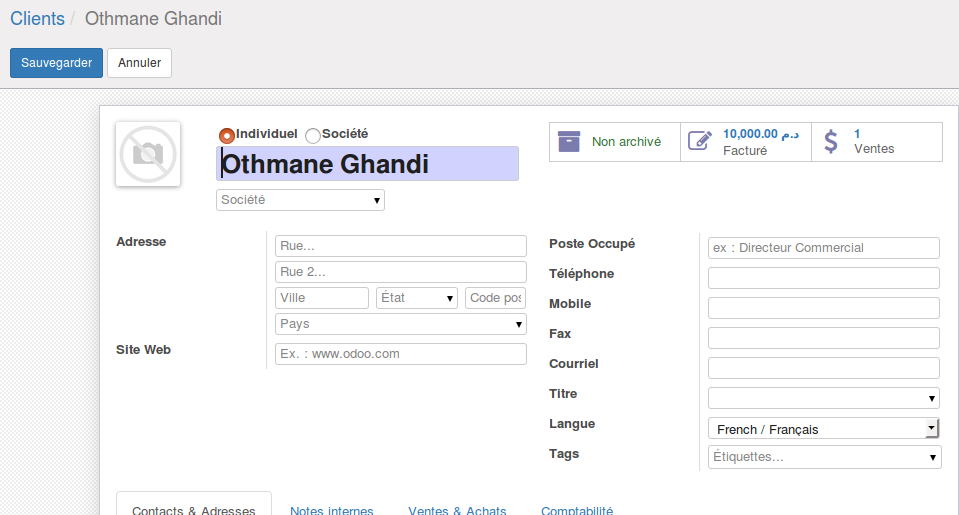 Clients / Othmane Ghandi
Sauvegarder Annuler
Individuel Société
Othmane Ghandi
Société
Non archivé
10,000.00 د.م
Facturé
1
Ventes
Adresse
Rue...
Rue 2...
Ville État Code pos
Pays
Site Web Ex. : www.odoo.com
Poste Occupé ex : Directeur Commercial
Téléphone
Mobile
Fax
Courriel
Titre
Langue French / Français
Tags Étiquettes...
Contacts & Adresses Notes internes Ventes & Achats Comptabilité